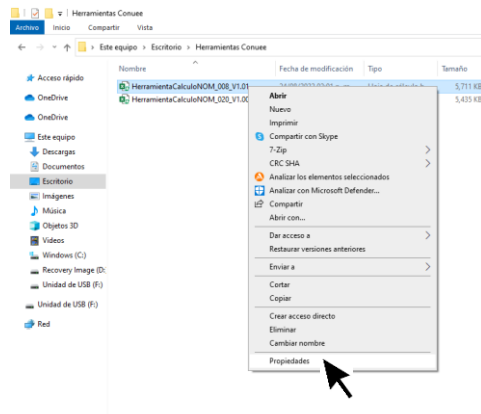 Herramientas Conuee
Archivo Inicio Compartir Vista
Este equipo > Escritorio > Herramientas Conuee
Nombre Fecha de modificación Tipo Tamaño
HerramientaCalculoNOM_008_V1.01 5,711 KB
HerramientaCalculoNOM_020_V1.00 5,435 KB
Acceso rápido
OneDrive
OneDrive
Este equipo
Descargas
Documentos
Escritorio
Imágenes
Música
Objetos 3D
Videos
Windows (C:)
Recovery Image (D:
Unidad de USB (F:)
Unidad de USB (F:)
Red
Abrir
Nuevo
Imprimir
Compartir con Skype
7-Zip
CRC SHA
Analizar los elementos seleccionados
Analizar con Microsoft Defender...
Compartir
Abrir con...
Dar acceso a
Restaurar versiones anteriores
Enviar a
Cortar
Copiar
Crear acceso directo
Eliminar
Cambiar nombre
Propiedades